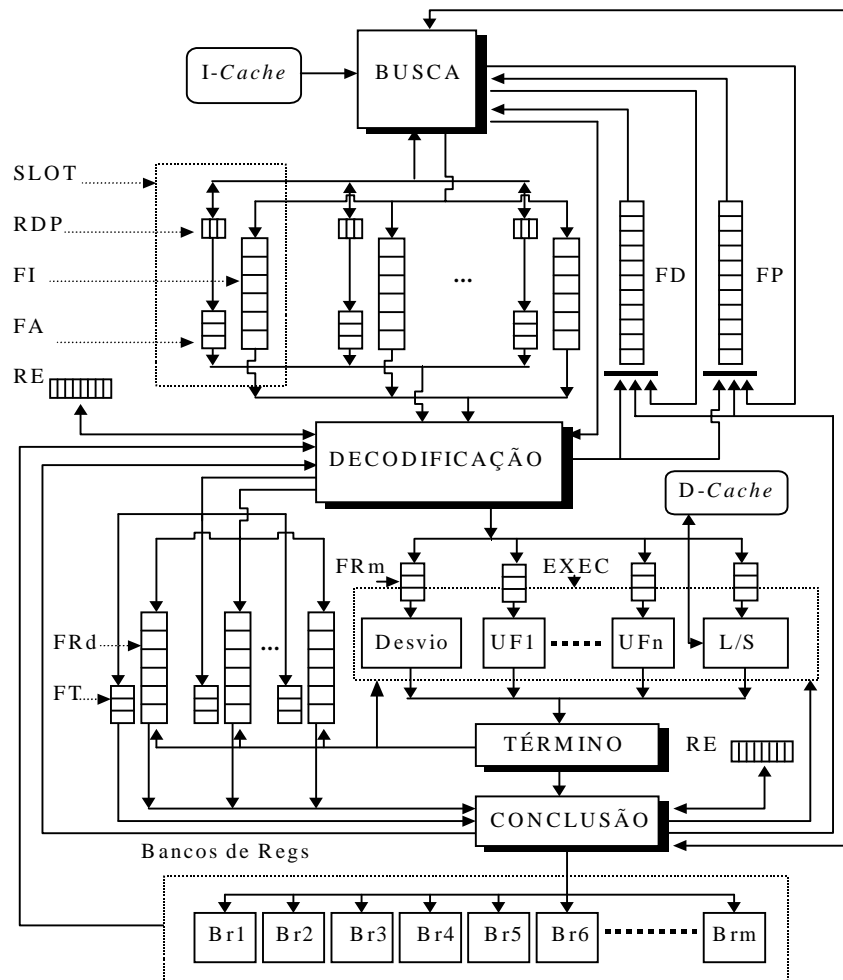 I-Cache
BUSCA
SLOT
RDP
FI
FA
RE
...
FD
FP
DECODIFICAÇÃO
D-Cache
FRm
EXEC
FRd
...
FT
Desvio
UF1
UFn
L/S
TÉRMINO
RE
CONCLUSÃO
Bancos de Regs
Br1
Br2
Br3
Br4
Br5
Br6
Brm